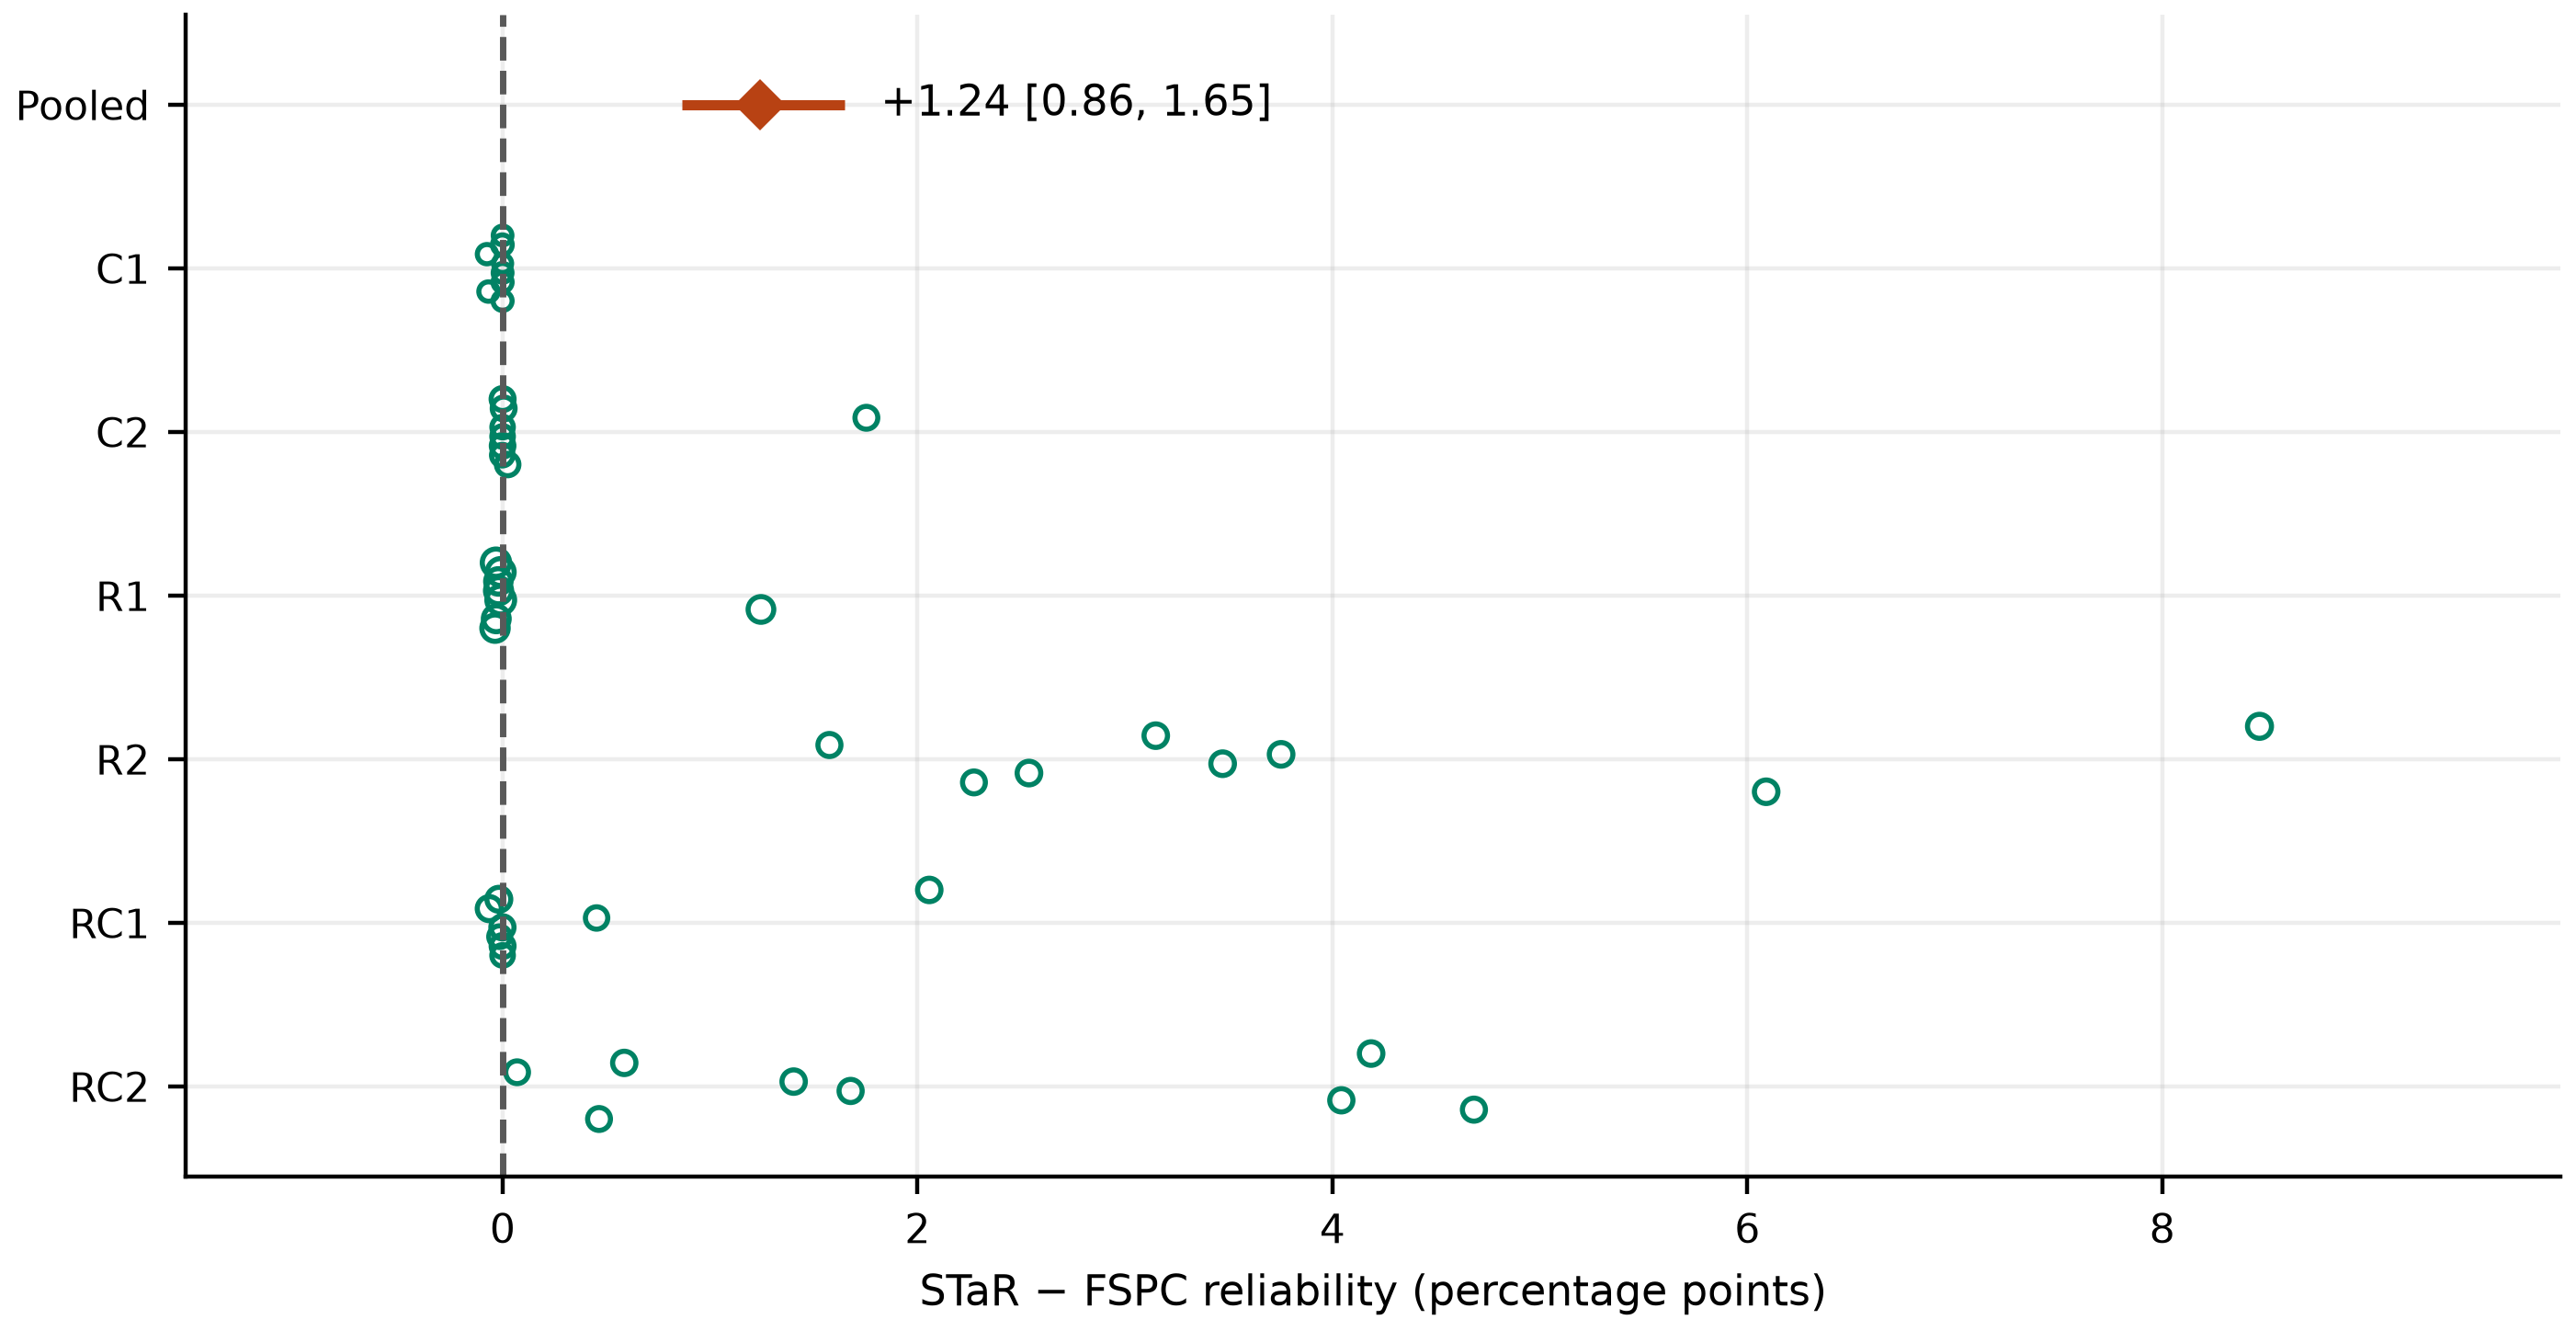 Pooled
+1.24 [0.86, 1.65]
C1
C2
R1
R2
RC1
RC2
0 2 4 6 8
STaR − FSPC reliability (percentage points)